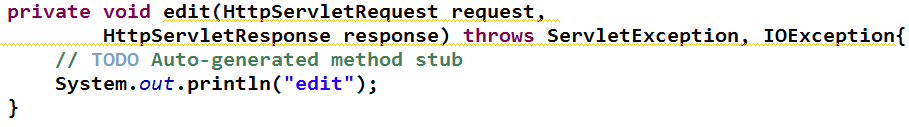 private void edit(HttpServletRequest request,
HttpServletResponse response) throws ServletException, IOException{
// TODO Auto-generated method stub
System.out.println("edit");
}